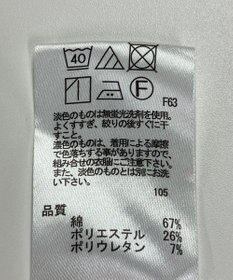 40
F
F63
淡色のものは無蛍光洗剤を使用。
よくすすぎ、絞りの後すぐに干
すこと。
濃色のものは、着用による摩擦
で色落ちする事がありますので、
組み合せの衣服にご注意下さい。
また、淡色のものとは別にお洗
い下さい。
105
品質
綿 67%
ポリエステル 26%
ポリウレタン 7%